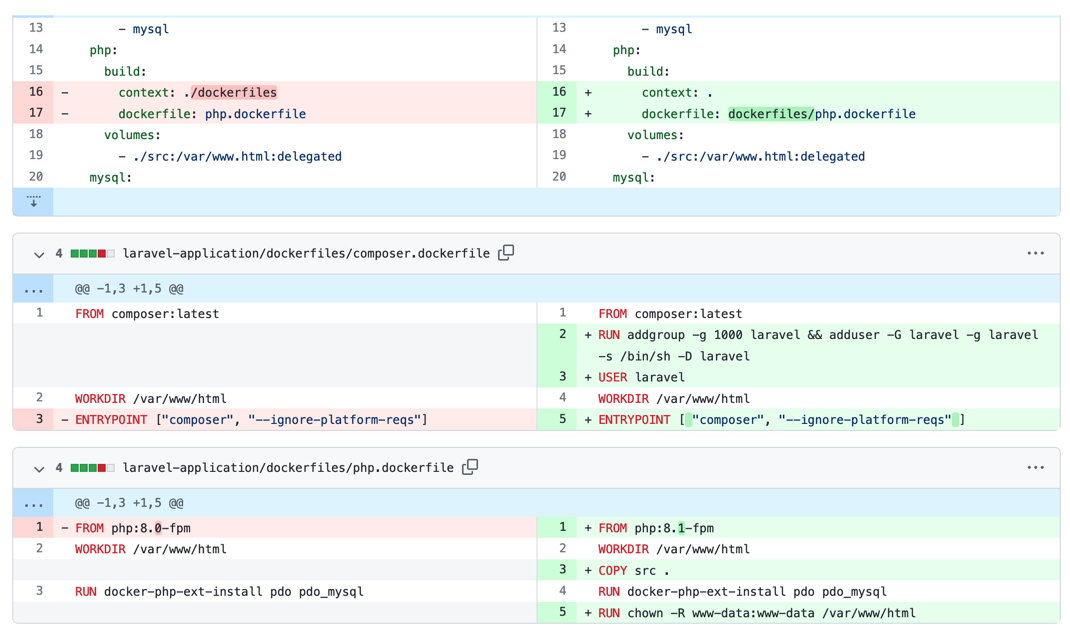 13 - mysql 13 - mysql
14 php: 14 php:
15 build: 15 build:
16 - context: ./dockerfiles 16 + context: .
17 - dockerfile: php.dockerfile 17 + dockerfile: dockerfiles/php.dockerfile
18 volumes: 18 volumes:
19 - ./src:/var/www.html:delegated 19 - ./src:/var/www.html:delegated
20 mysql: 20 mysql:
4 laravel-application/dockerfiles/composer.dockerfile
... @@ -1,3 +1,5 @@
1 FROM composer:latest 1 FROM composer:latest
2 + RUN addgroup -g 1000 laravel && adduser -G laravel -g laravel
-s /bin/sh -D laravel
3 + USER laravel
2 WORKDIR /var/www/html 4 WORKDIR /var/www/html
3 - ENTRYPOINT ["composer", "--ignore-platform-reqs"] 5 + ENTRYPOINT [ "composer", "--ignore-platform-reqs" ]
4 laravel-application/dockerfiles/php.dockerfile
... @@ -1,3 +1,5 @@
1 - FROM php:8.0-fpm 1 + FROM php:8.1-fpm
2 WORKDIR /var/www/html 2 WORKDIR /var/www/html
3 + COPY src .
3 RUN docker-php-ext-install pdo pdo_mysql 4 RUN docker-php-ext-install pdo pdo_mysql
5 + RUN chown -R www-data:www-data /var/www/html